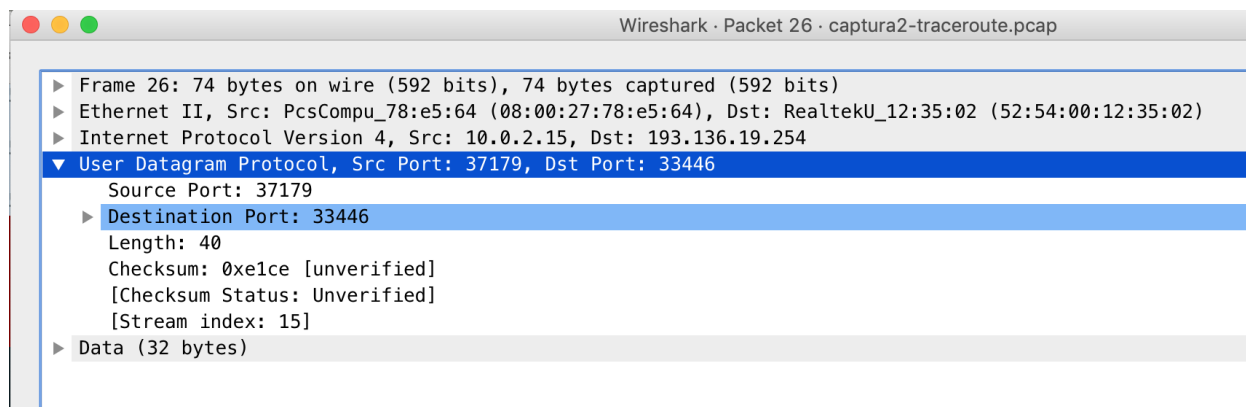 Wireshark · Packet 26 · captura2-traceroute.pcap
Frame 26: 74 bytes on wire (592 bits), 74 bytes captured (592 bits)
Ethernet II, Src: PcsCompu_78:e5:64 (08:00:27:78:e5:64), Dst: RealtekU_12:35:02 (52:54:00:12:35:02)
Internet Protocol Version 4, Src: 10.0.2.15, Dst: 193.136.19.254
User Datagram Protocol, Src Port: 37179, Dst Port: 33446
Source Port: 37179
Destination Port: 33446
Length: 40
Checksum: 0xe1ce [unverified]
[Checksum Status: Unverified]
[Stream index: 15]
Data (32 bytes)